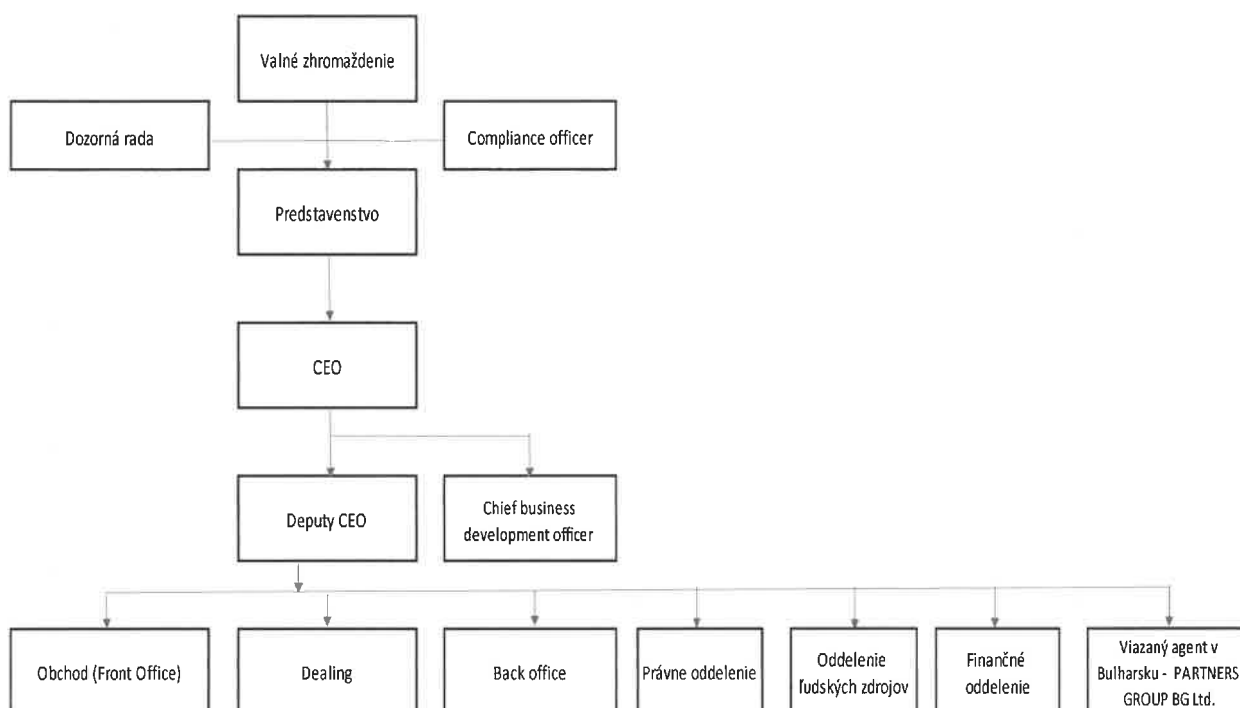 Valné zhromaždenie
Dozorná rada
Compliance officer
Predstavenstvo
CEO
Deputy CEO
Chief business
development officer
Obchod (Front Office)
Dealing
Back office
Právne oddelenie
Oddelenie
ľudských zdrojov
Finančné
oddelenie
Viazaný agent v
Bulharsku - PARTNERS
GROUP BG Ltd.